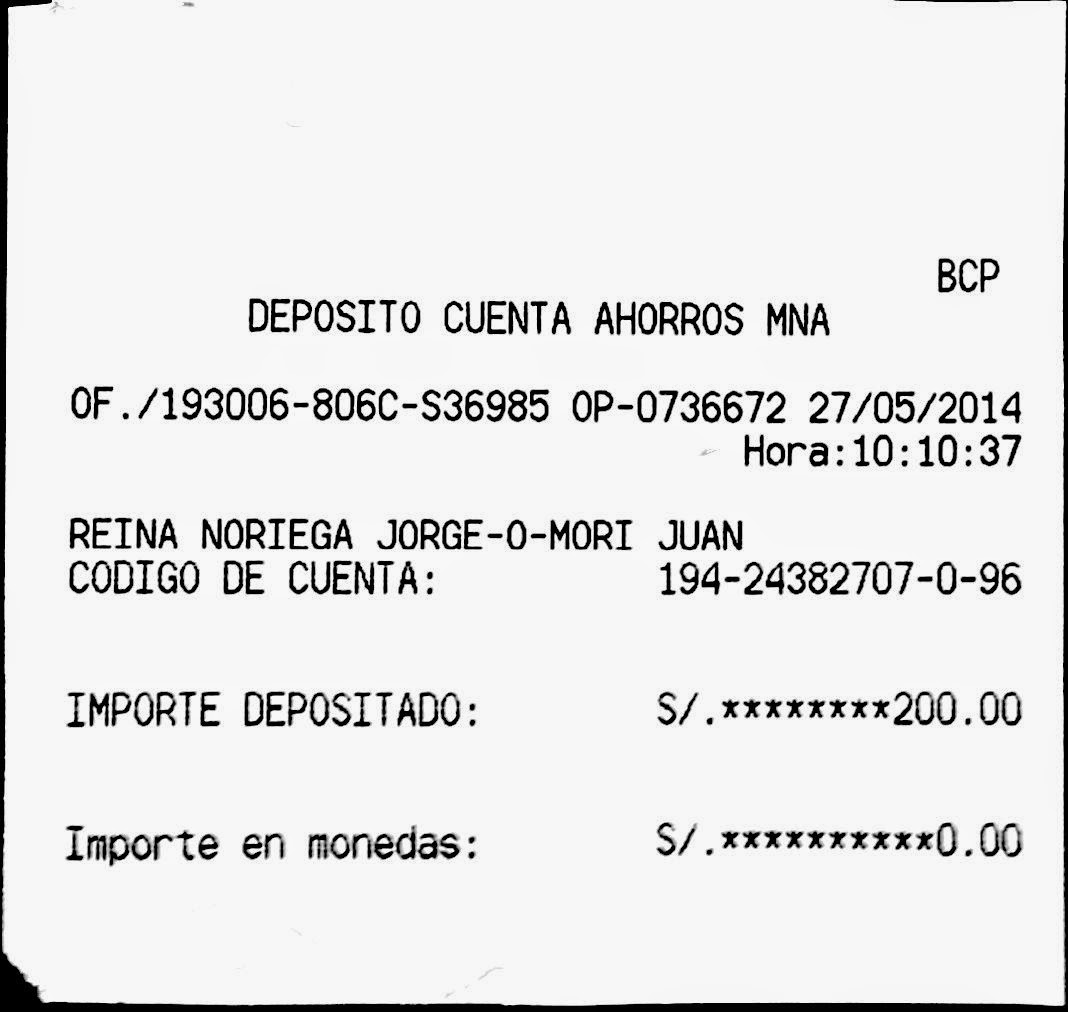 BCP
DEPOSITO CUENTA AHORROS MNA
OF./193006-806C-S36985 OP-0736672 27/05/2014
Hora:10:10:37
REINA NORIEGA JORGE-O-MORI JUAN
CODIGO DE CUENTA: 194-24382707-0-96
IMPORTE DEPOSITADO: S/.********200.00
Importe en monedas: S/.**********0.00